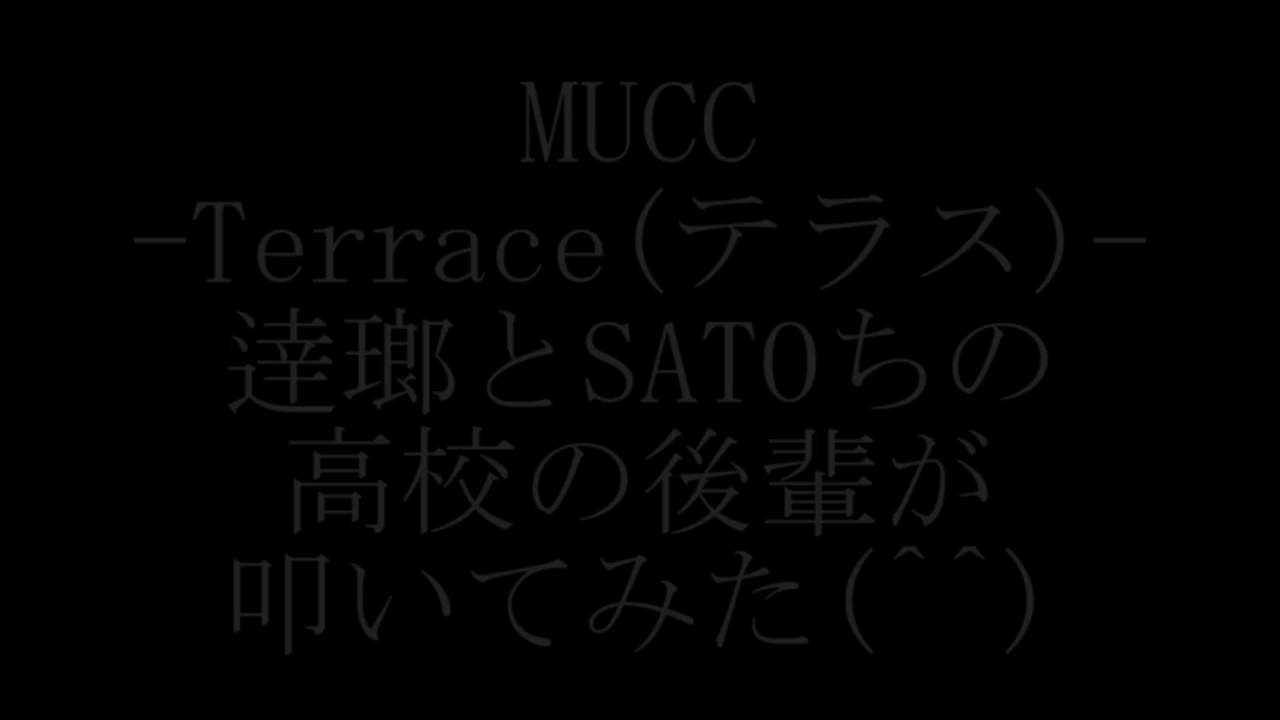 MUCC
-Terrace(テラス)-
逹瑯とSATOちの
高校の後輩が
叩いてみた(^^)